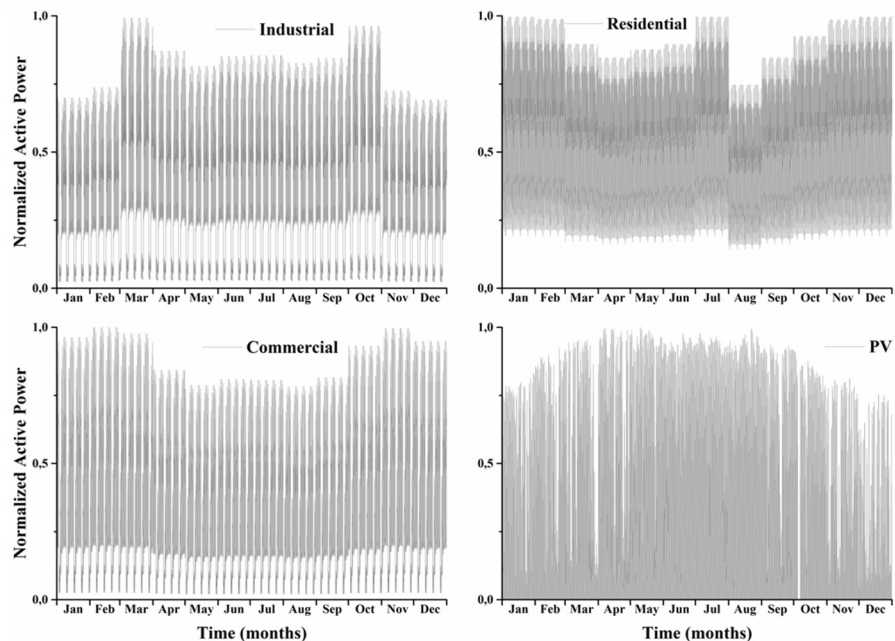 1,0
Industrial
Normalized Active Power
0,5
0,0
Jan Feb Mar Apr May Jun Jul Aug Sep Oct Nov Dec
1,0
Residential
0,5
0,0
Jan Feb Mar Apr May Jun Jul Aug Sep Oct Nov Dec
1,0
Commercial
Normalized Active Power
0,5
0,0
Jan Feb Mar Apr May Jun Jul Aug Sep Oct Nov Dec
Time (months)
1,0
PV
0,5
0,0
Jan Feb Mar Apr May Jun Jul Aug Sep Oct Nov Dec
Time (months)